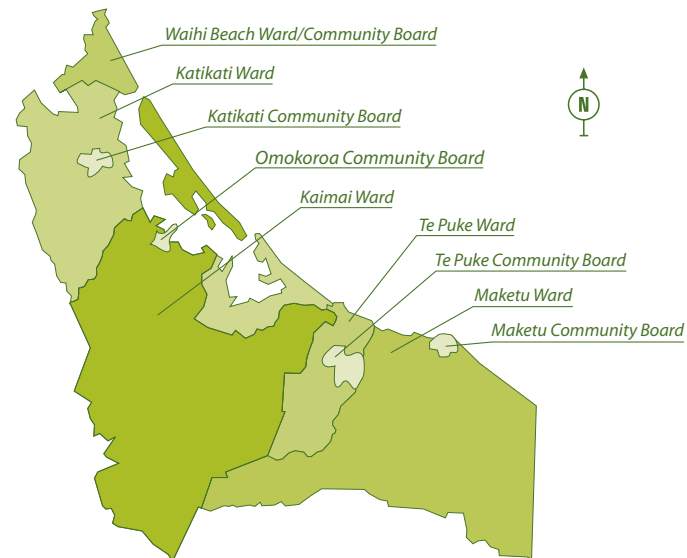 Waihi Beach Ward/Community Board
Katikati Ward
Katikati Community Board
Omokoroa Community Board
Kaimai Ward
Te Puke Ward
Te Puke Community Board
Maketu Ward
Maketu Community Board
N